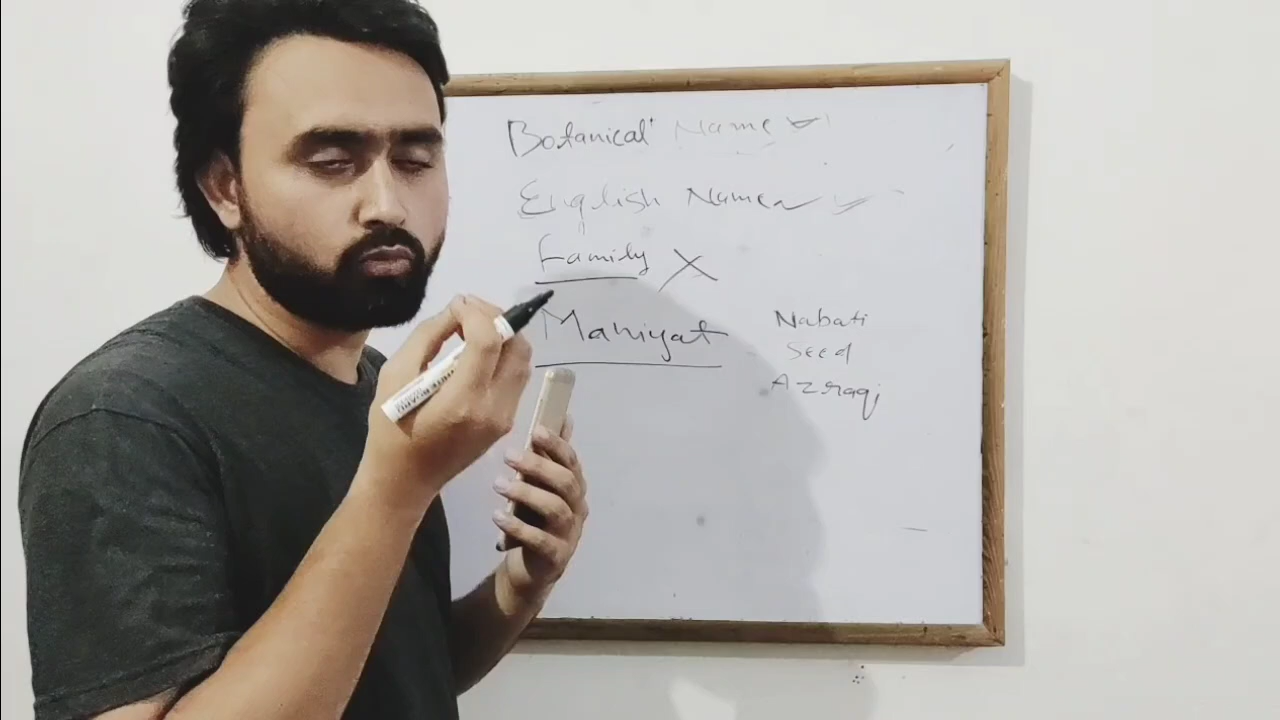 Botanical Name
English Name
Family X
Mahiyat
Nabati
Seed
Azraqi